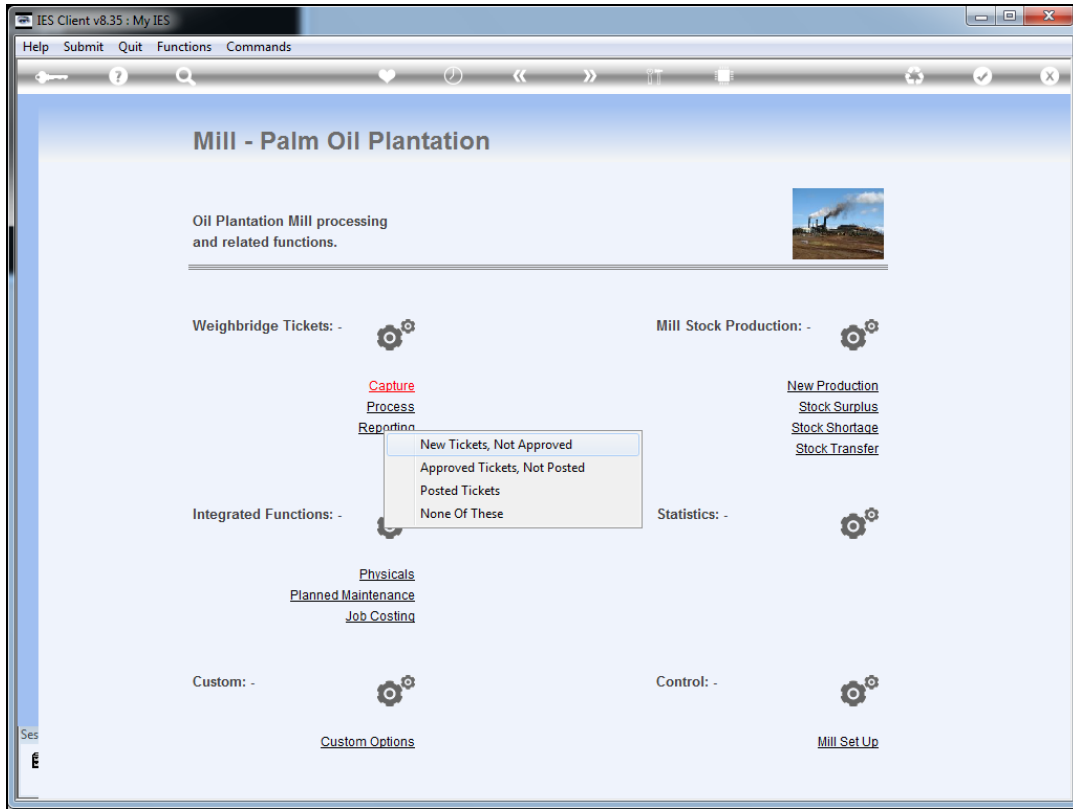 IES Client v8.35 : My IES
Help Submit Quit Functions Commands
Mill - Palm Oil Plantation
Oil Plantation Mill processing
and related functions.
Weighbridge Tickets: -
Capture
Process
Reporting
New Tickets, Not Approved
Approved Tickets, Not Posted
Posted Tickets
None Of These
Mill Stock Production: -
New Production
Stock Surplus
Stock Shortage
Stock Transfer
Integrated Functions: -
Physicals
Planned Maintenance
Job Costing
Statistics: -
Custom: -
Custom Options
Control: -
Mill Set Up
Ses